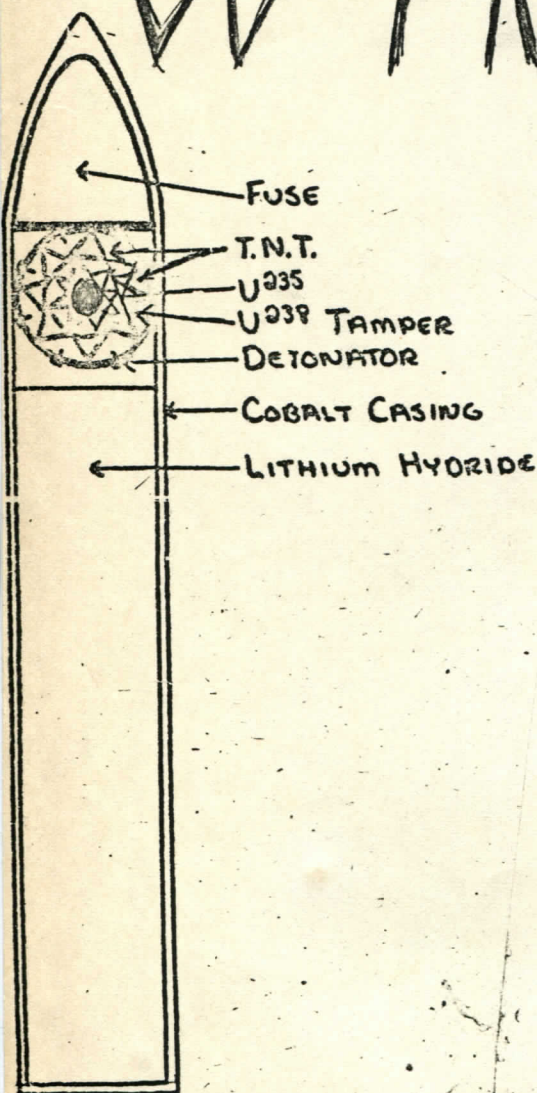 FUSE
T.N.T.
U²³⁵
U²³⁸ TAMPER
DETONATOR
COBALT CASING
LITHIUM HYDRIDE